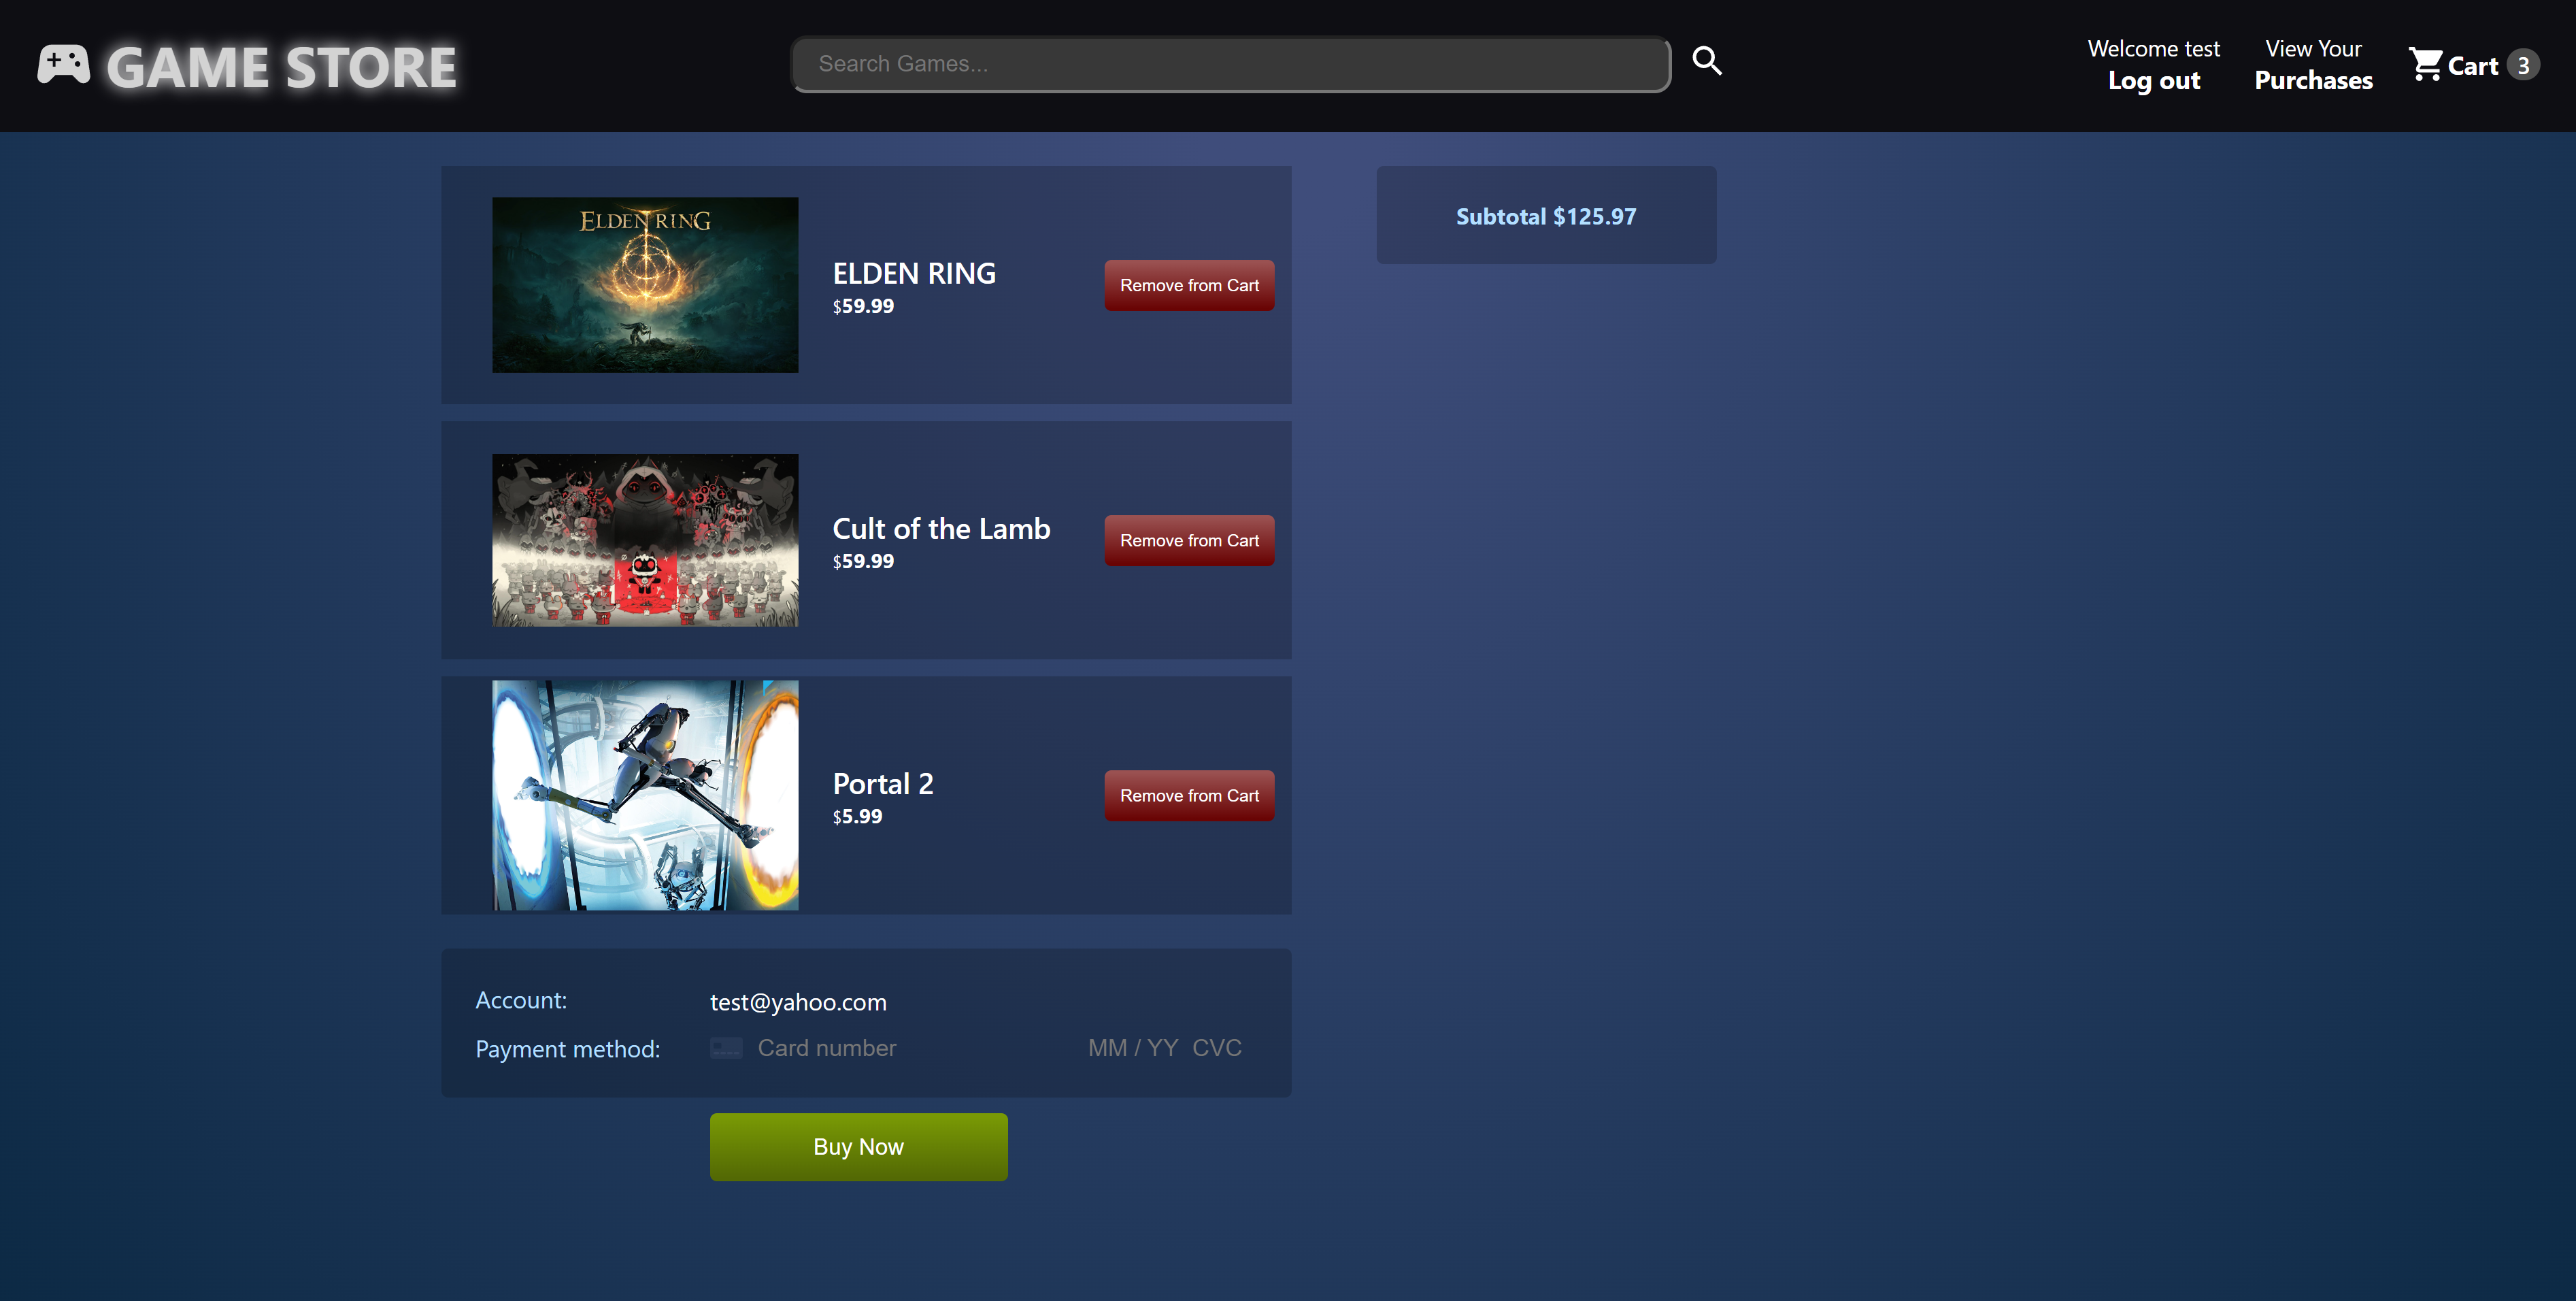 GAME STORE
Search Games...
Welcome test
Log out
View Your
Purchases
Cart 3
ELDEN RING
ELDEN RING
$59.99
Remove from Cart
Subtotal $125.97
Cult of the Lamb
$59.99
Remove from Cart
Portal 2
$5.99
Remove from Cart
Account: test@yahoo.com
Payment method: Card number MM / YY CVC
Buy Now